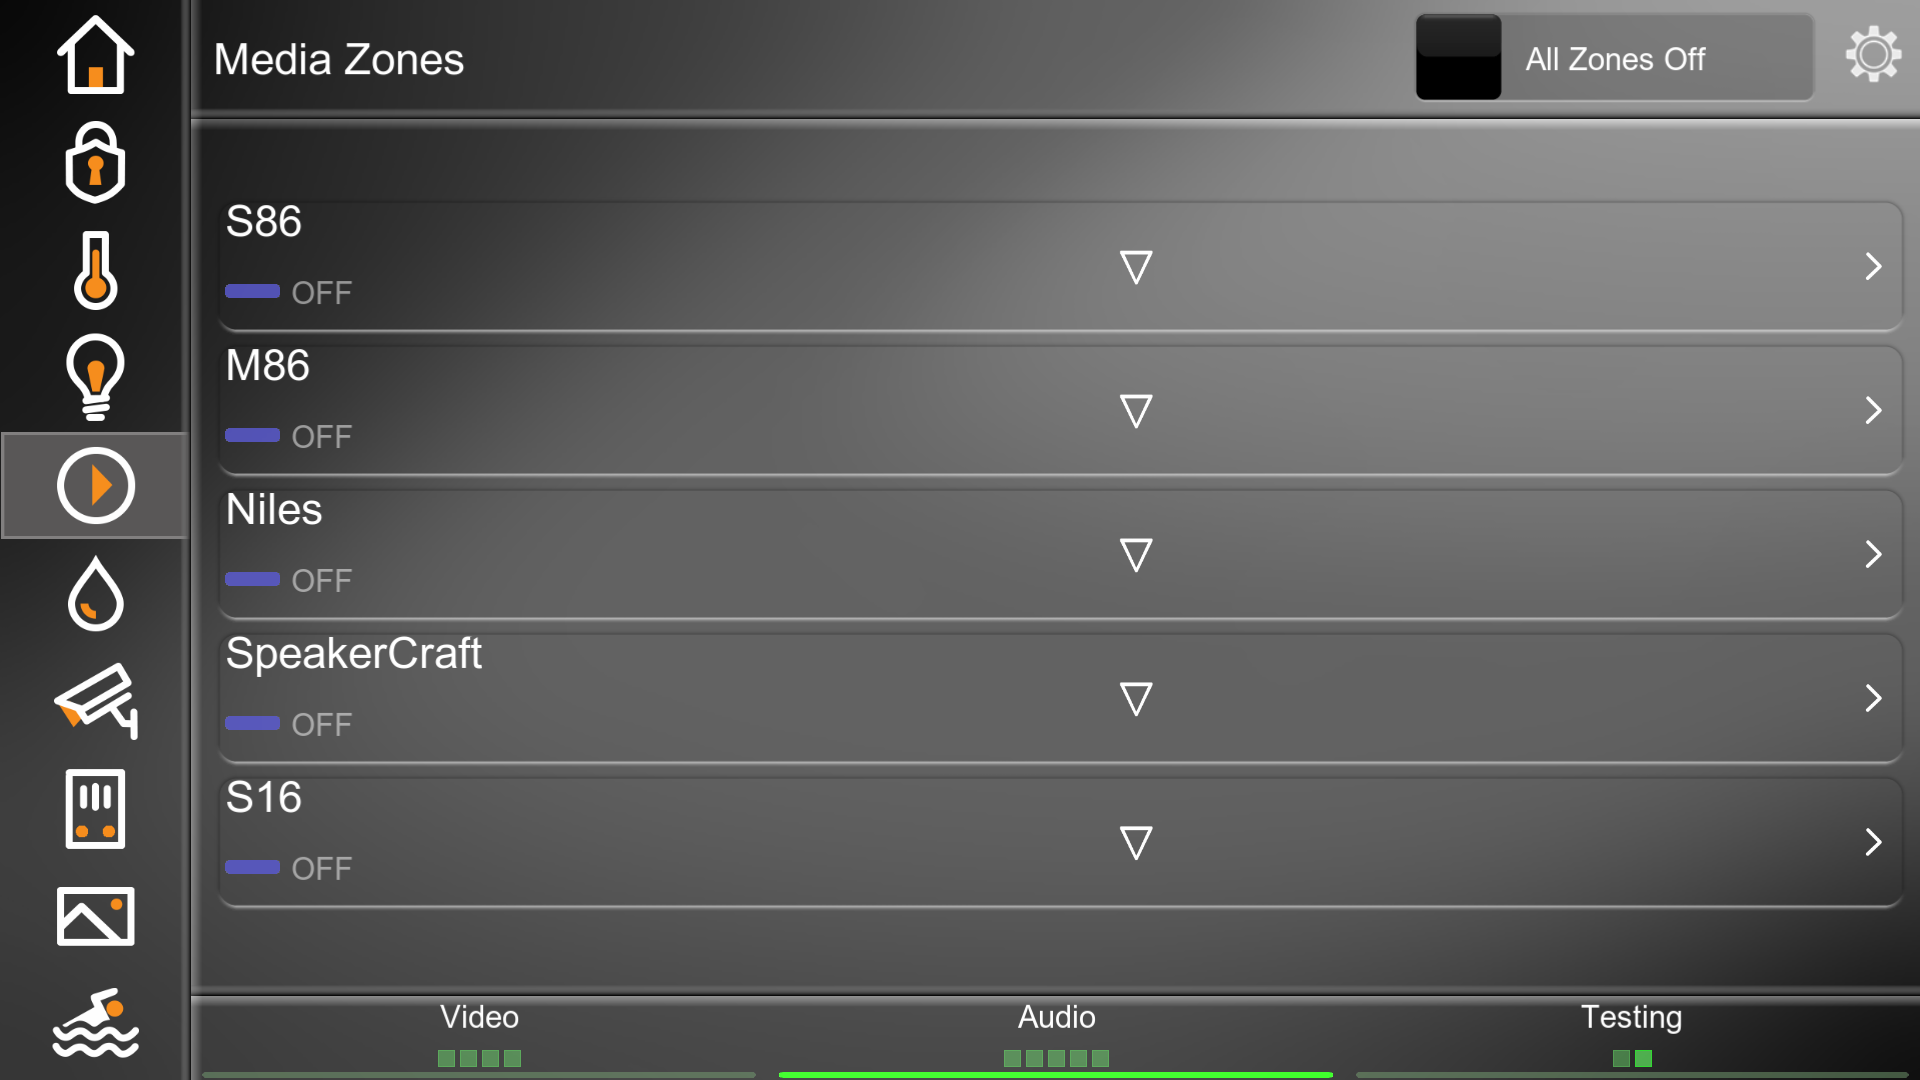 Media Zones
All Zones Off
S86
OFF
M86
OFF
Niles
OFF
SpeakerCraft
OFF
S16
OFF
Video
Audio
Testing